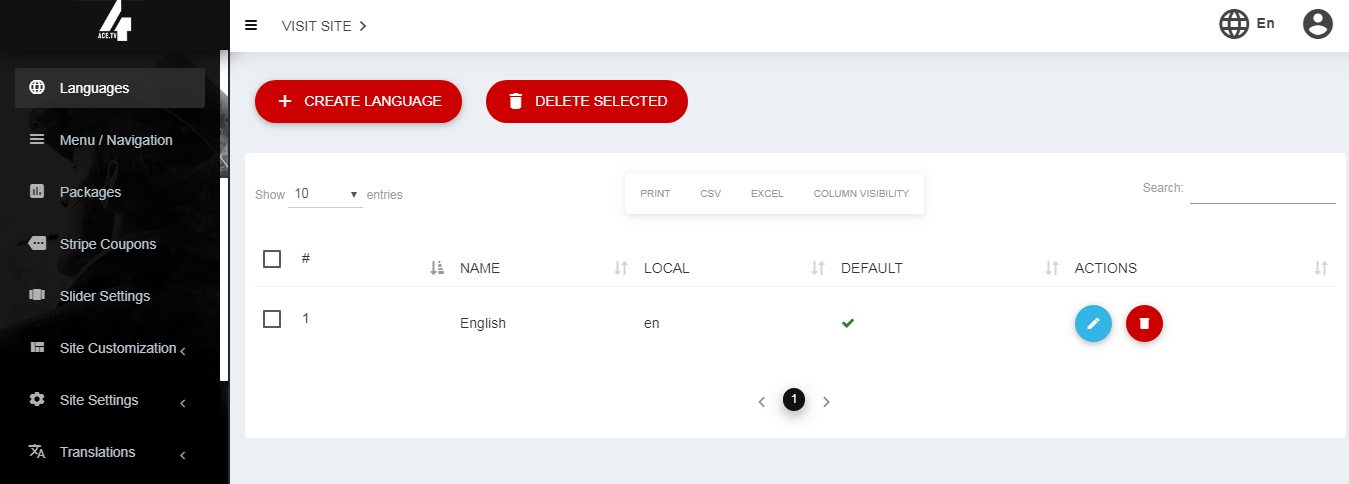 ACE.TV
VISIT SITE
En
Languages
Menu / Navigation
Packages
Stripe Coupons
Slider Settings
Site Customization
Site Settings
Translations
CREATE LANGUAGE
DELETE SELECTED
Show 10 entries
PRINT CSV EXCEL COLUMN VISIBILITY
Search:
# NAME LOCAL DEFAULT ACTIONS
1 English en
1